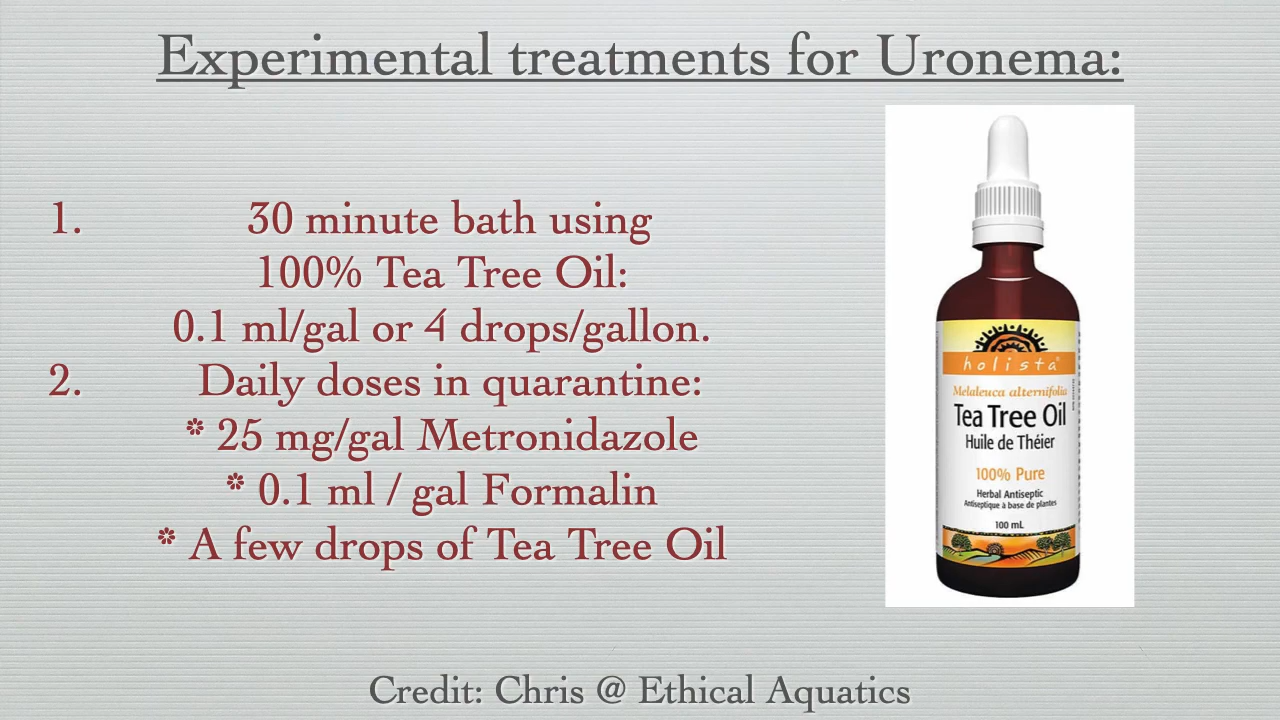 Experimental treatments for Uronema:
1. 30 minute bath using
100% Tea Tree Oil:
0.1 ml/gal or 4 drops/gallon.
2. Daily doses in quarantine:
* 25 mg/gal Metronidazole
* 0.1 ml / gal Formalin
* A few drops of Tea Tree Oil
holista®
Melaleuca alternifolia
Tea Tree Oil
Huile de Théier
100% Pure
Herbal Antiseptic
Antiseptique à base de plantes
100 mL
Credit: Chris @ Ethical Aquatics